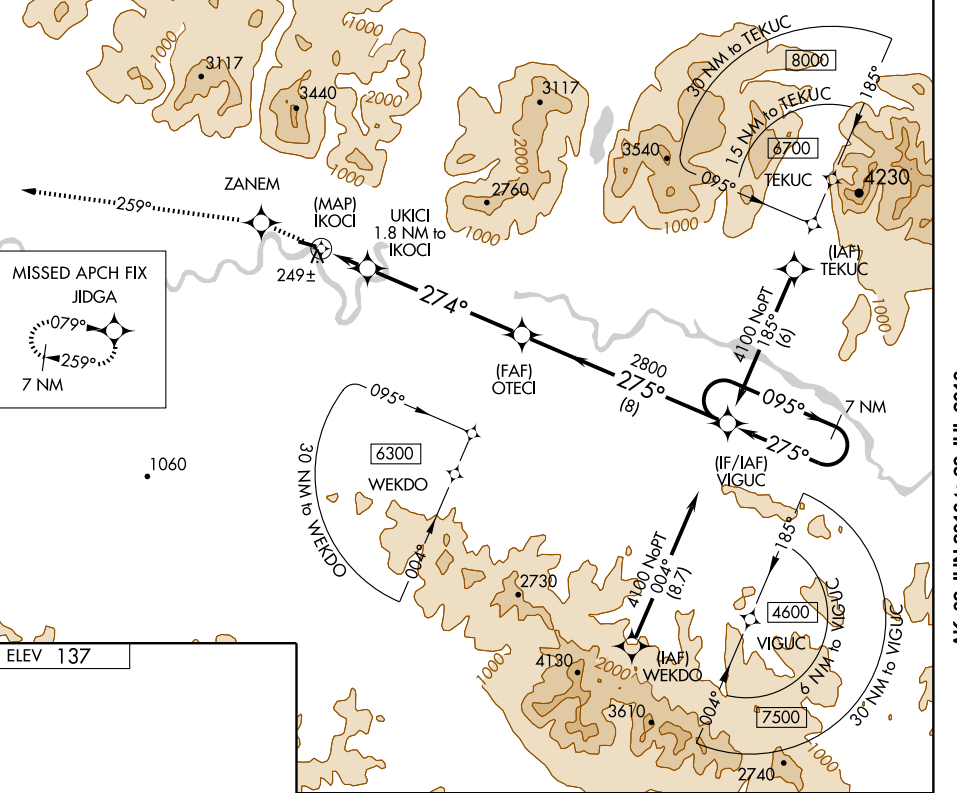 1000
1000
3117
3440
2000
1000
3117
2000
2760
1000
30 NM to TEKUC
8000
185°
15 NM to TEKUC
6700
3540
095°
TEKUC
4230
1000
1000
ZANEM
259°
(MAP)
IKOCI
UKICI
1.8 NM to
IKOCI
249±
(IAF)
TEKUC
MISSED APCH FIX
JIDGA
079°
259°
7 NM
274°
(FAF)
OTECI
2800
275°
(8)
4100 NoPT
185°
(6)
095°
7 NM
275°
(IF/IAF)
VIGUC
095°
6300
WEKDO
30 NM to WEKDO
004°
1060
2730
4100 NoPT
004°
(8.7)
(IAF)
WEKDO
185°
4600
VIGUC
6 NM to VIGUC
30 NM to VIGUC
004°
7500
ELEV 137
1000
4130
2000
3610
2740
1000